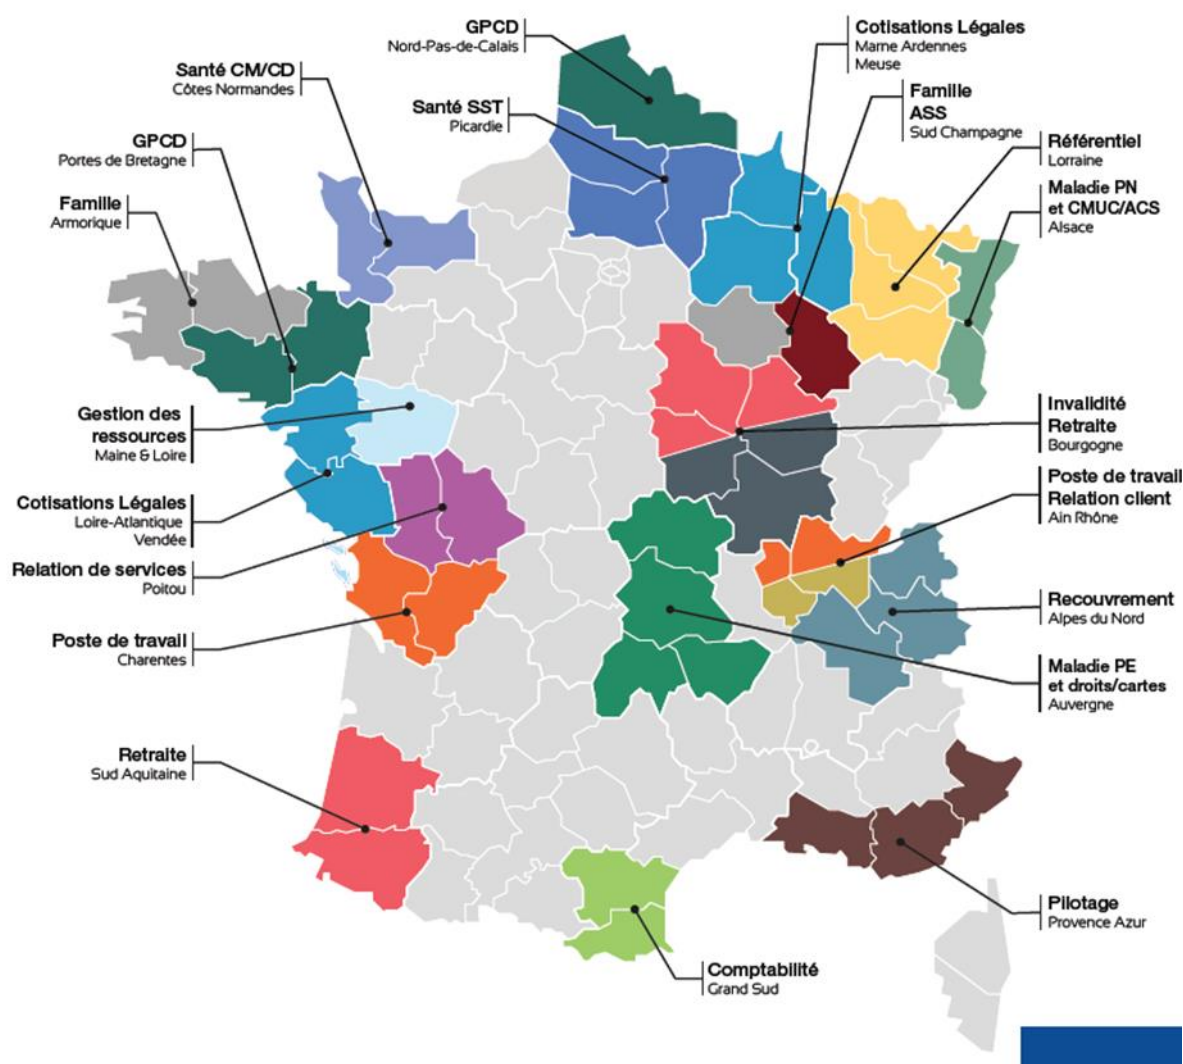 GPCD
Nord-Pas-de-Calais
Cotisations Légales
Marne Ardennes
Meuse
Santé CM/CD
Côtes Normandes
Santé SST
Picardie
Famille
ASS
Sud Champagne
GPCD
Portes de Bretagne
Référentiel
Lorraine
Famille
Armorique
Maladie PN
et CMUC/ACS
Alsace
Gestion des
ressources
Maine & Loire
Invalidité
Retraite
Bourgogne
Cotisations Légales
Loire-Atlantique
Vendée
Poste de travail
Relation client
Ain Rhône
Relation de services
Poitou
Recouvrement
Alpes du Nord
Poste de travail
Charentes
Maladie PE
et droits/cartes
Auvergne
Retraite
Sud Aquitaine
Pilotage
Provence Azur
Comptabilité
Grand Sud